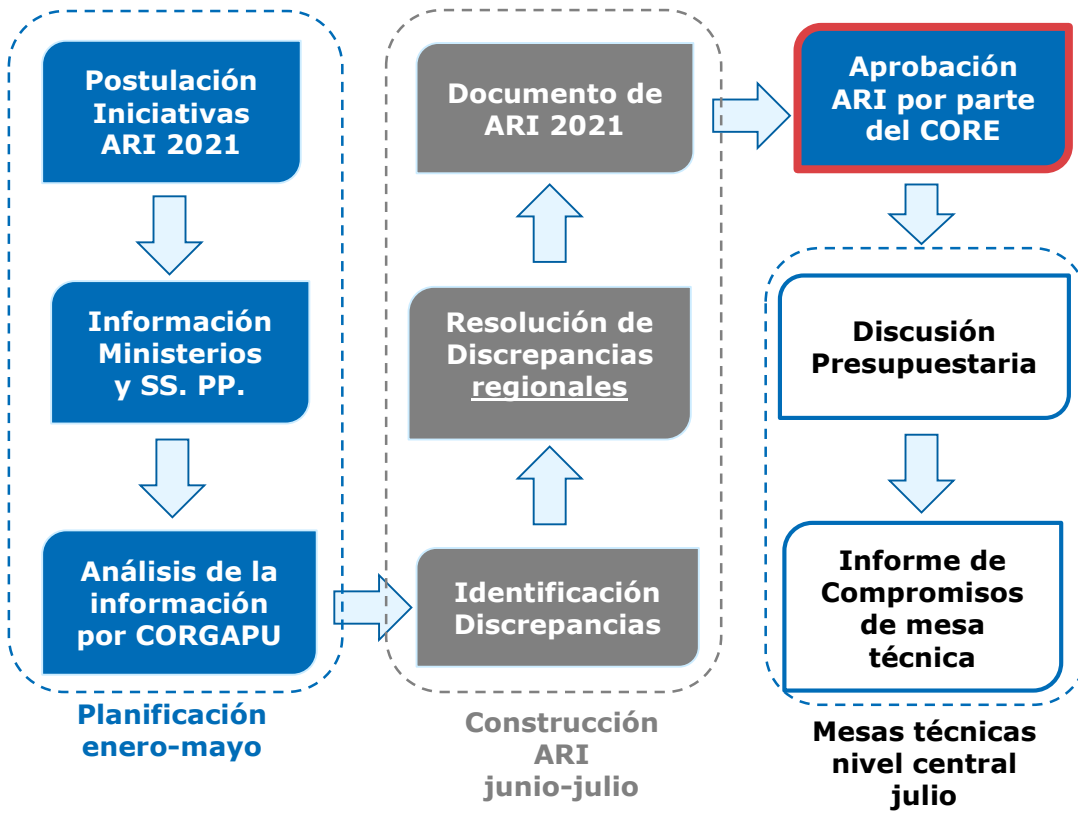 Postulación
Iniciativas
ARI 2021
Información
Ministerios
y SS. PP.
Análisis de la
información
por CORGAPU
Planificación
enero-mayo
Documento de
ARI 2021
Resolución de
Discrepancias
regionales
Identificación
Discrepancias
Construcción
ARI
junio-julio
Aprobación
ARI por parte
del CORE
Discusión
Presupuestaria
Informe de
Compromisos
de mesa
técnica
Mesas técnicas
nivel central
julio